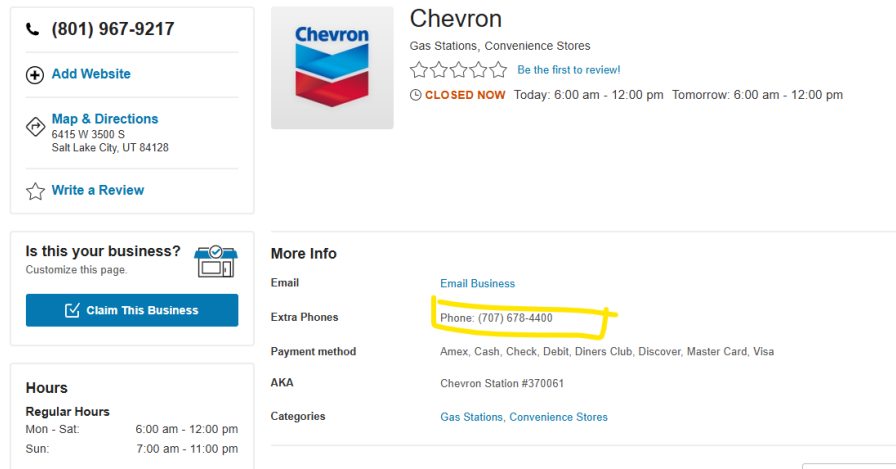 (801) 967-9217
Add Website
Map & Directions
6415 W 3500 S
Salt Lake City, UT 84128
Write a Review
Chevron
Chevron
Gas Stations, Convenience Stores
Be the first to review!
CLOSED NOW Today: 6:00 am - 12:00 pm Tomorrow: 6:00 am - 12:00 pm
Is this your business?
Customize this page.
Claim This Business
Hours
Regular Hours
Mon - Sat: 6:00 am - 12:00 pm
Sun: 7:00 am - 11:00 pm
More Info
Email Email Business
Extra Phones Phone: (707) 678-4400
Payment method Amex, Cash, Check, Debit, Diners Club, Discover, Master Card, Visa
AKA Chevron Station #370061
Categories Gas Stations, Convenience Stores